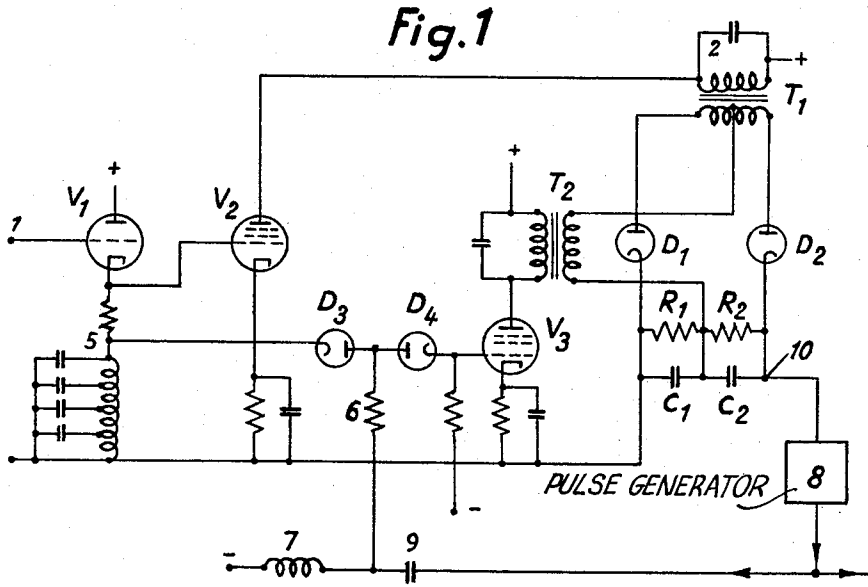 Fig.1
2
+
T1
+
T2
+
V1
V2
1
D1
D2
D3
D4
V3
R1
R2
5
10
6
C1
C2
PULSE GENERATOR
8
-
-
7
9